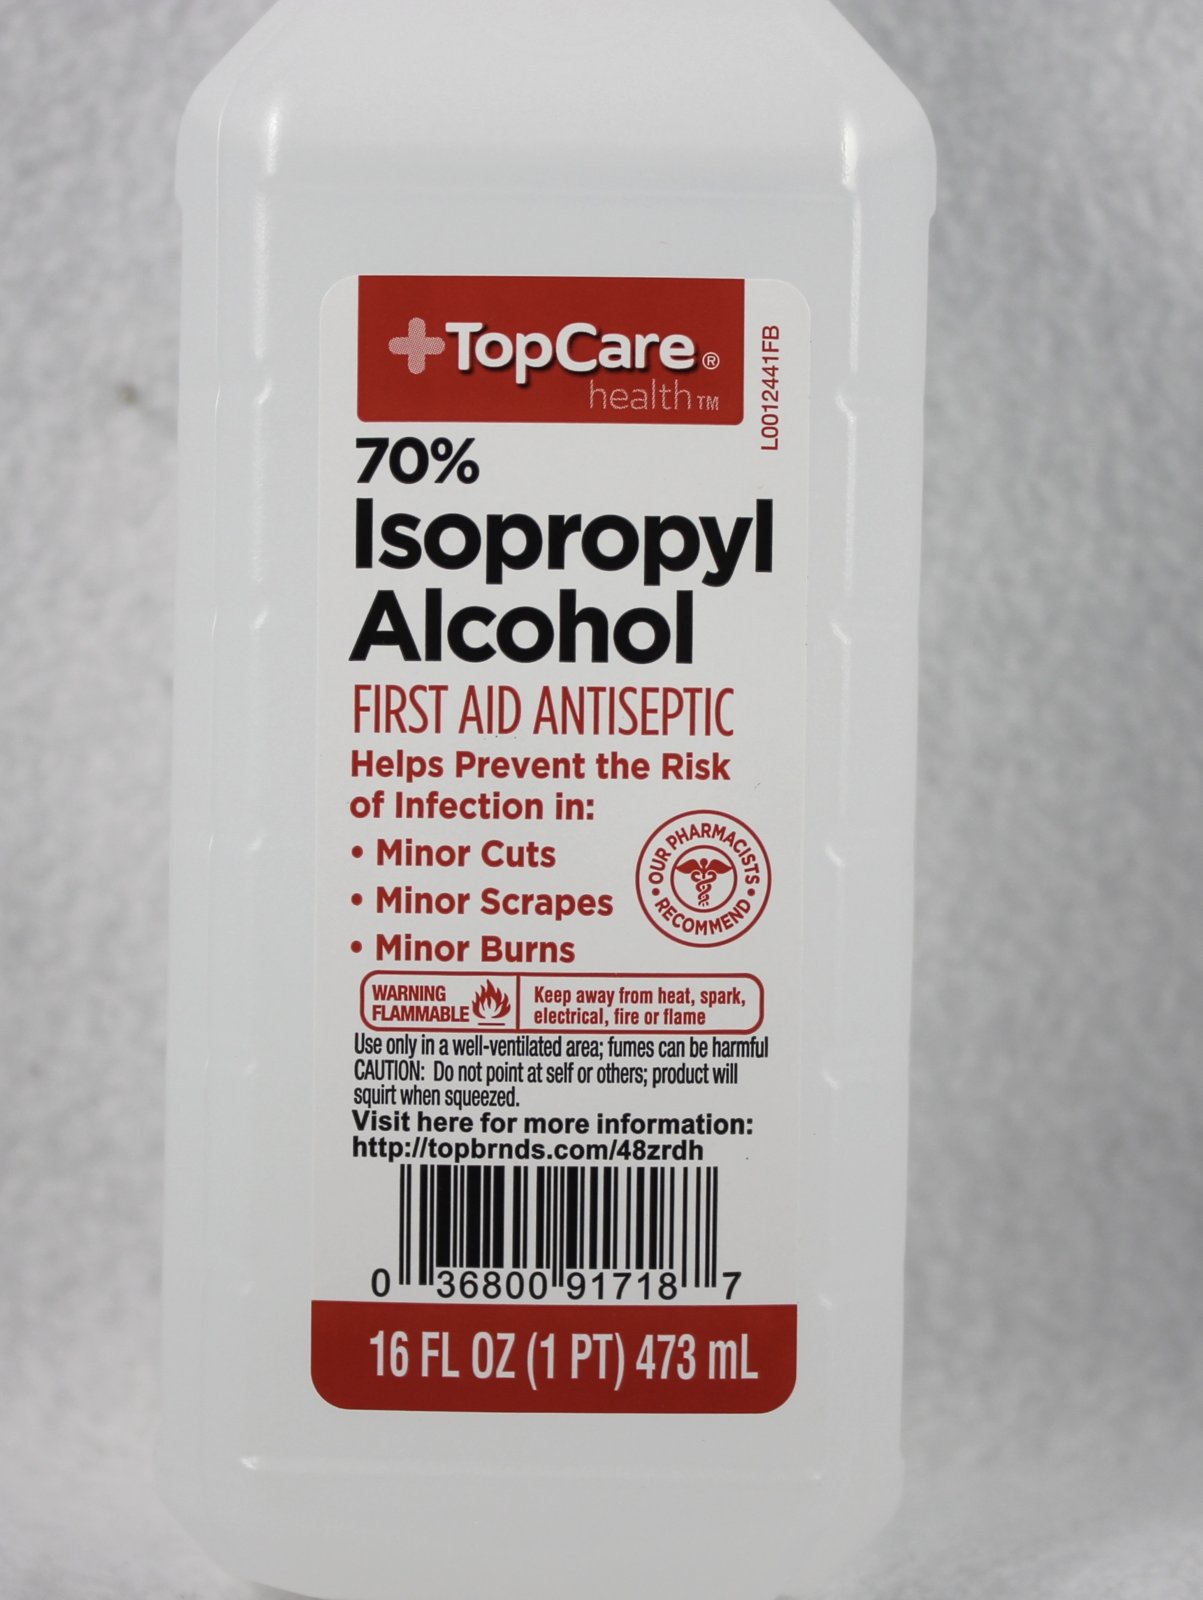 TopCare®
health™
L0012441FB
70%
Isopropyl
Alcohol
FIRST AID ANTISEPTIC
Helps Prevent the Risk
of Infection in:
• Minor Cuts
• Minor Scrapes
• Minor Burns
OUR PHARMACISTS
• RECOMMEND •
WARNING
FLAMMABLE
Keep away from heat, spark,
electrical, fire or flame
Use only in a well-ventilated area; fumes can be harmful
CAUTION: Do not point at self or others; product will
squirt when squeezed.
Visit here for more information:
http://topbrnds.com/48zrdh
0 36800 91718 7
16 FL OZ (1 PT) 473 mL